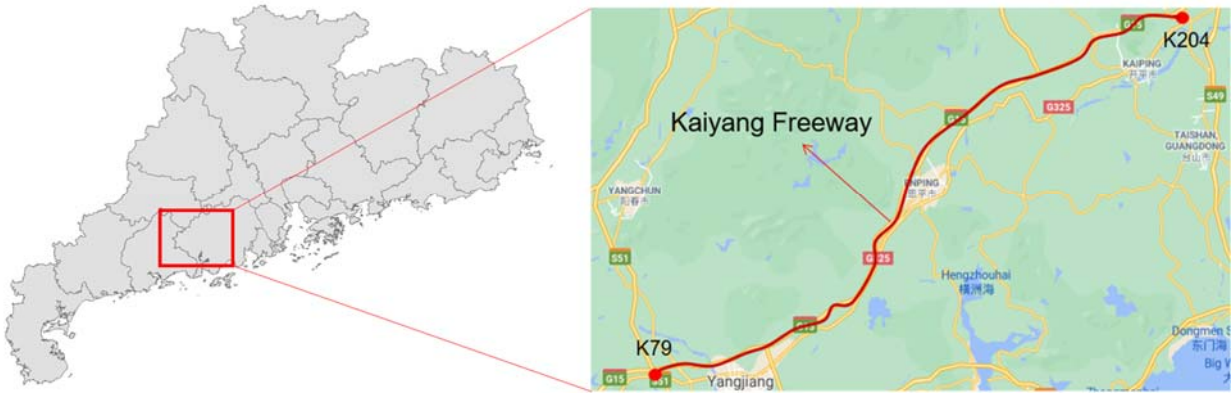 K204
KAIPING
开平市
G325
S49
Kaiyang Freeway
TAISHAN,
GUANGDONG
台山市
YANGCHUN
阳春市
ENPING
恩平市
S51
G325
Hengzhouhai
横洲海
G15
Dongmen S
东门海
Big W
K79
G15
S51
Yangjiang